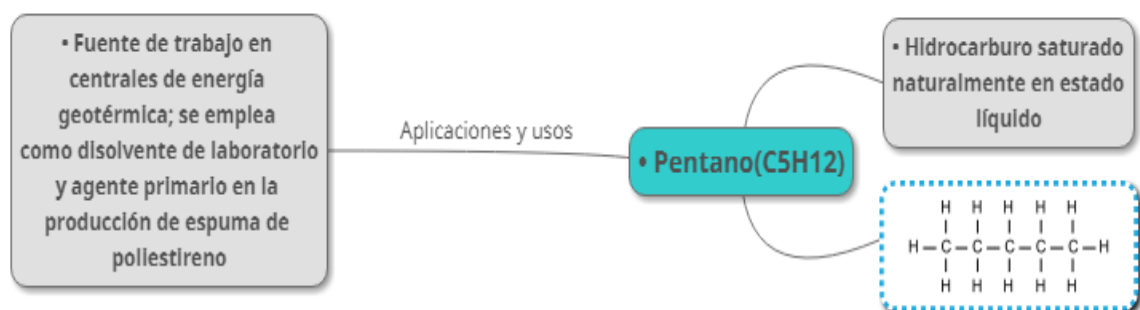 • Fuente de trabajo en
centrales de energía
geotérmica; se emplea
como disolvente de laboratorio
y agente primario en la
producción de espuma de
poliestireno
Aplicaciones y usos
• Pentano(C5H12)
• Hidrocarburo saturado
naturalmente en estado
líquido
H H H H H
H—C—C—C—C—C—H
H H H H H